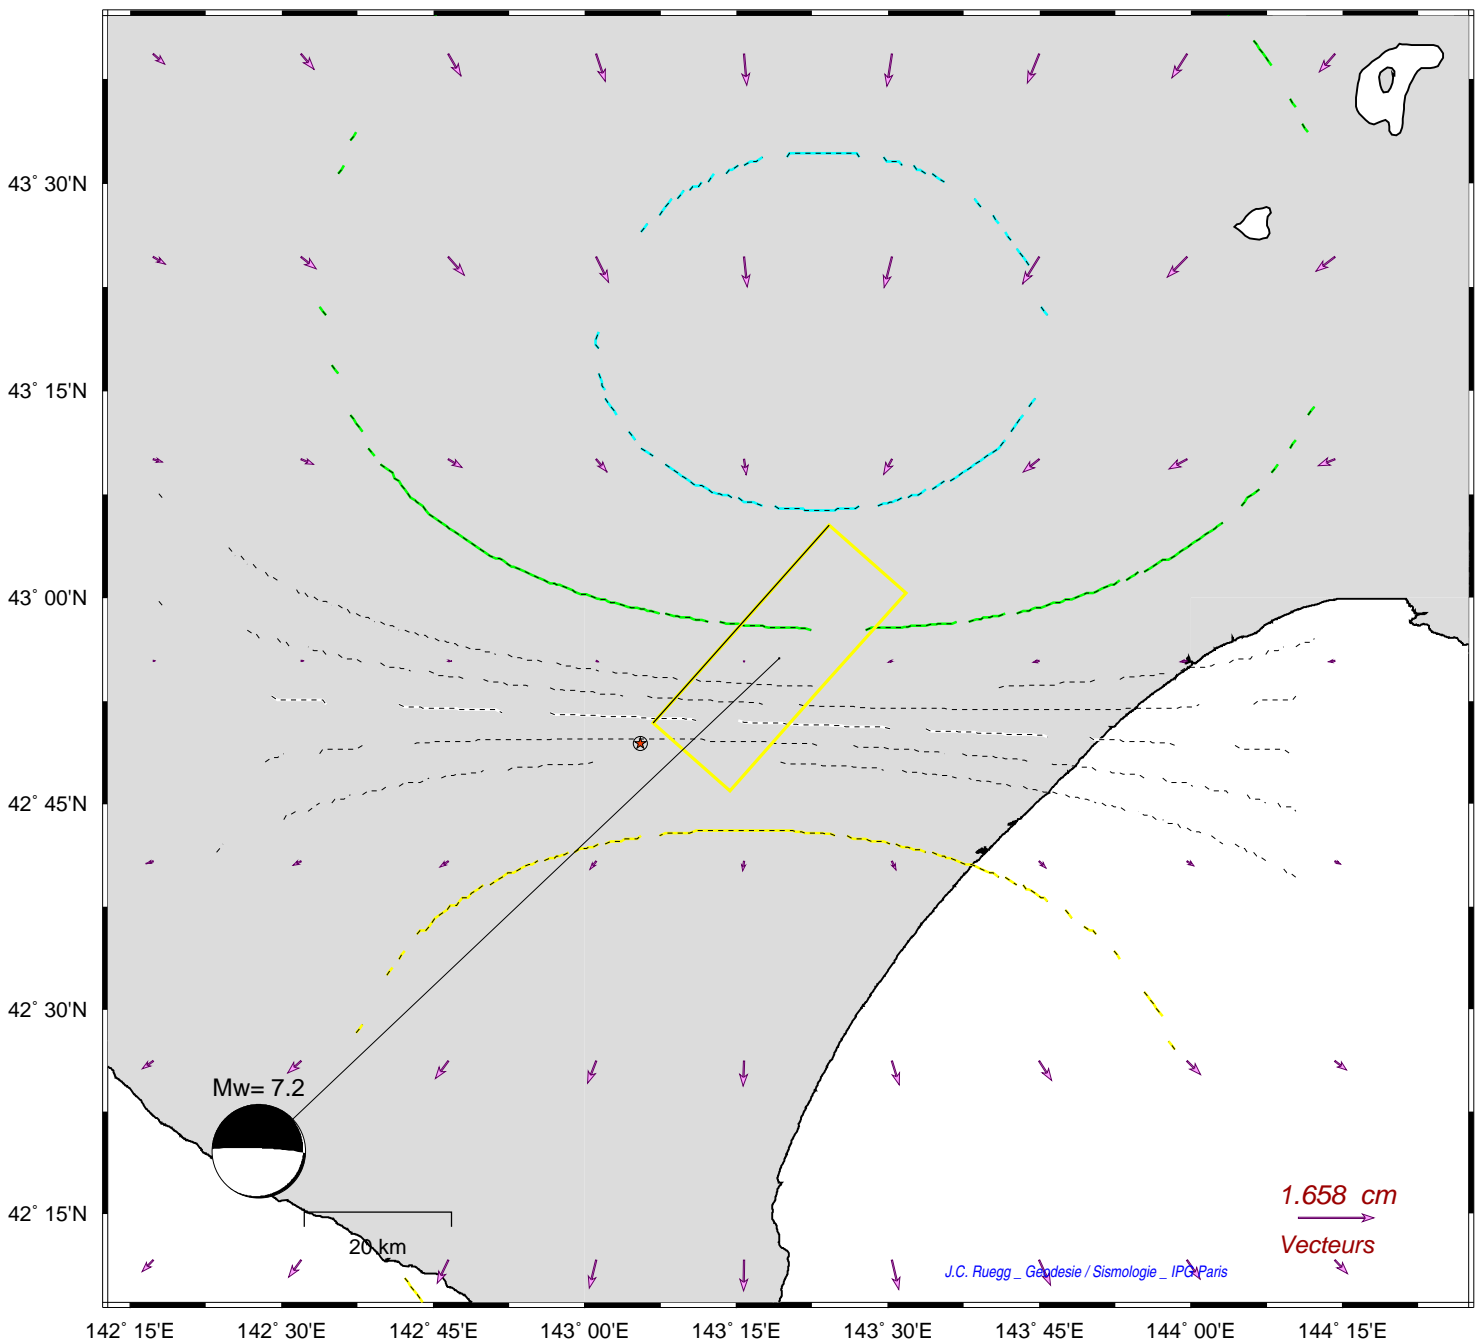 43° 30'N
43° 15'N
43° 00'N
42° 45'N
42° 30'N
42° 15'N
Mw= 7.2
20 km
1.658 cm
Vecteurs
J.C. Ruegg _ Geodesie / Sismologie _ IPG Paris
142° 15'E 142° 30'E 142° 45'E 143° 00'E 143° 15'E 143° 30'E 143° 45'E 144° 00'E 144° 15'E